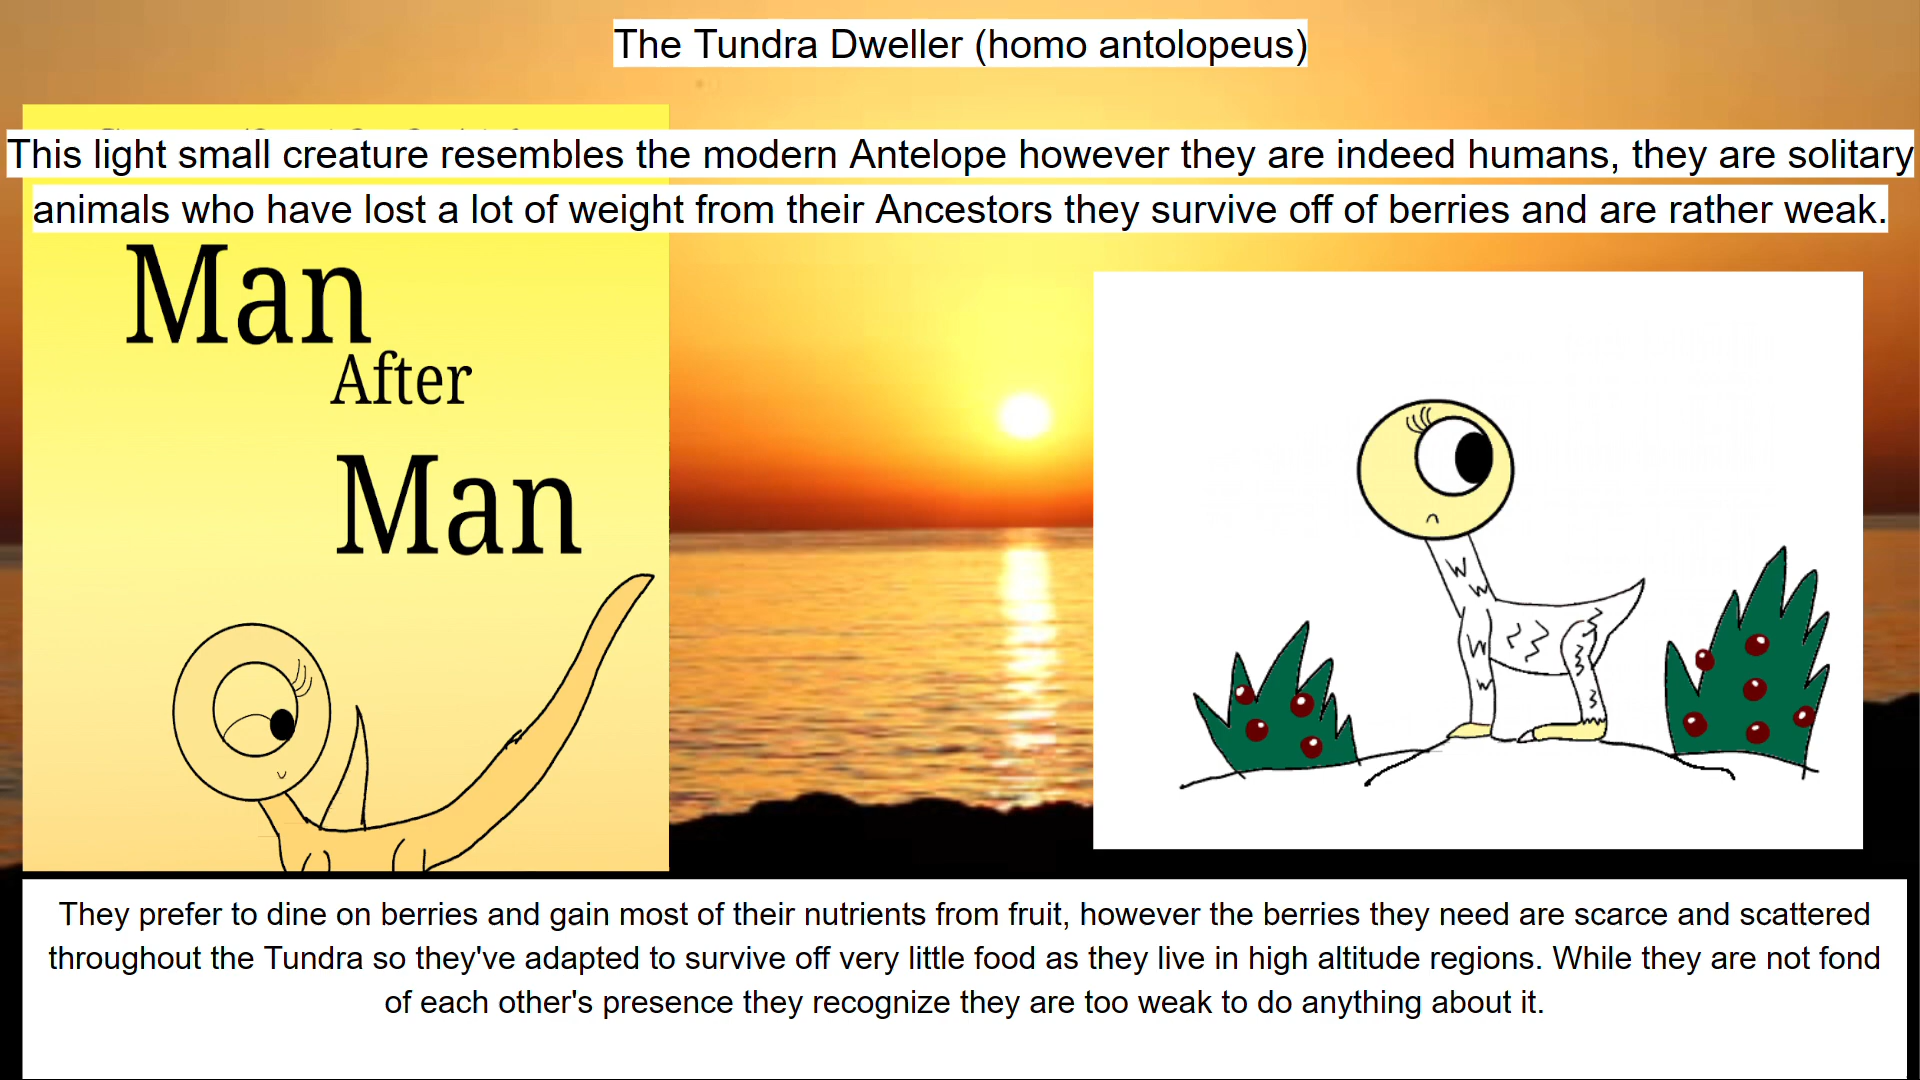 The Tundra Dweller (homo antolopeus)
This light small creature resembles the modern Antelope however they are indeed humans, they are solitary
animals who have lost a lot of weight from their Ancestors they survive off of berries and are rather weak.
Man
After
Man
They prefer to dine on berries and gain most of their nutrients from fruit, however the berries they need are scarce and scattered
throughout the Tundra so they've adapted to survive off very little food as they live in high altitude regions. While they are not fond
of each other's presence they recognize they are too weak to do anything about it.